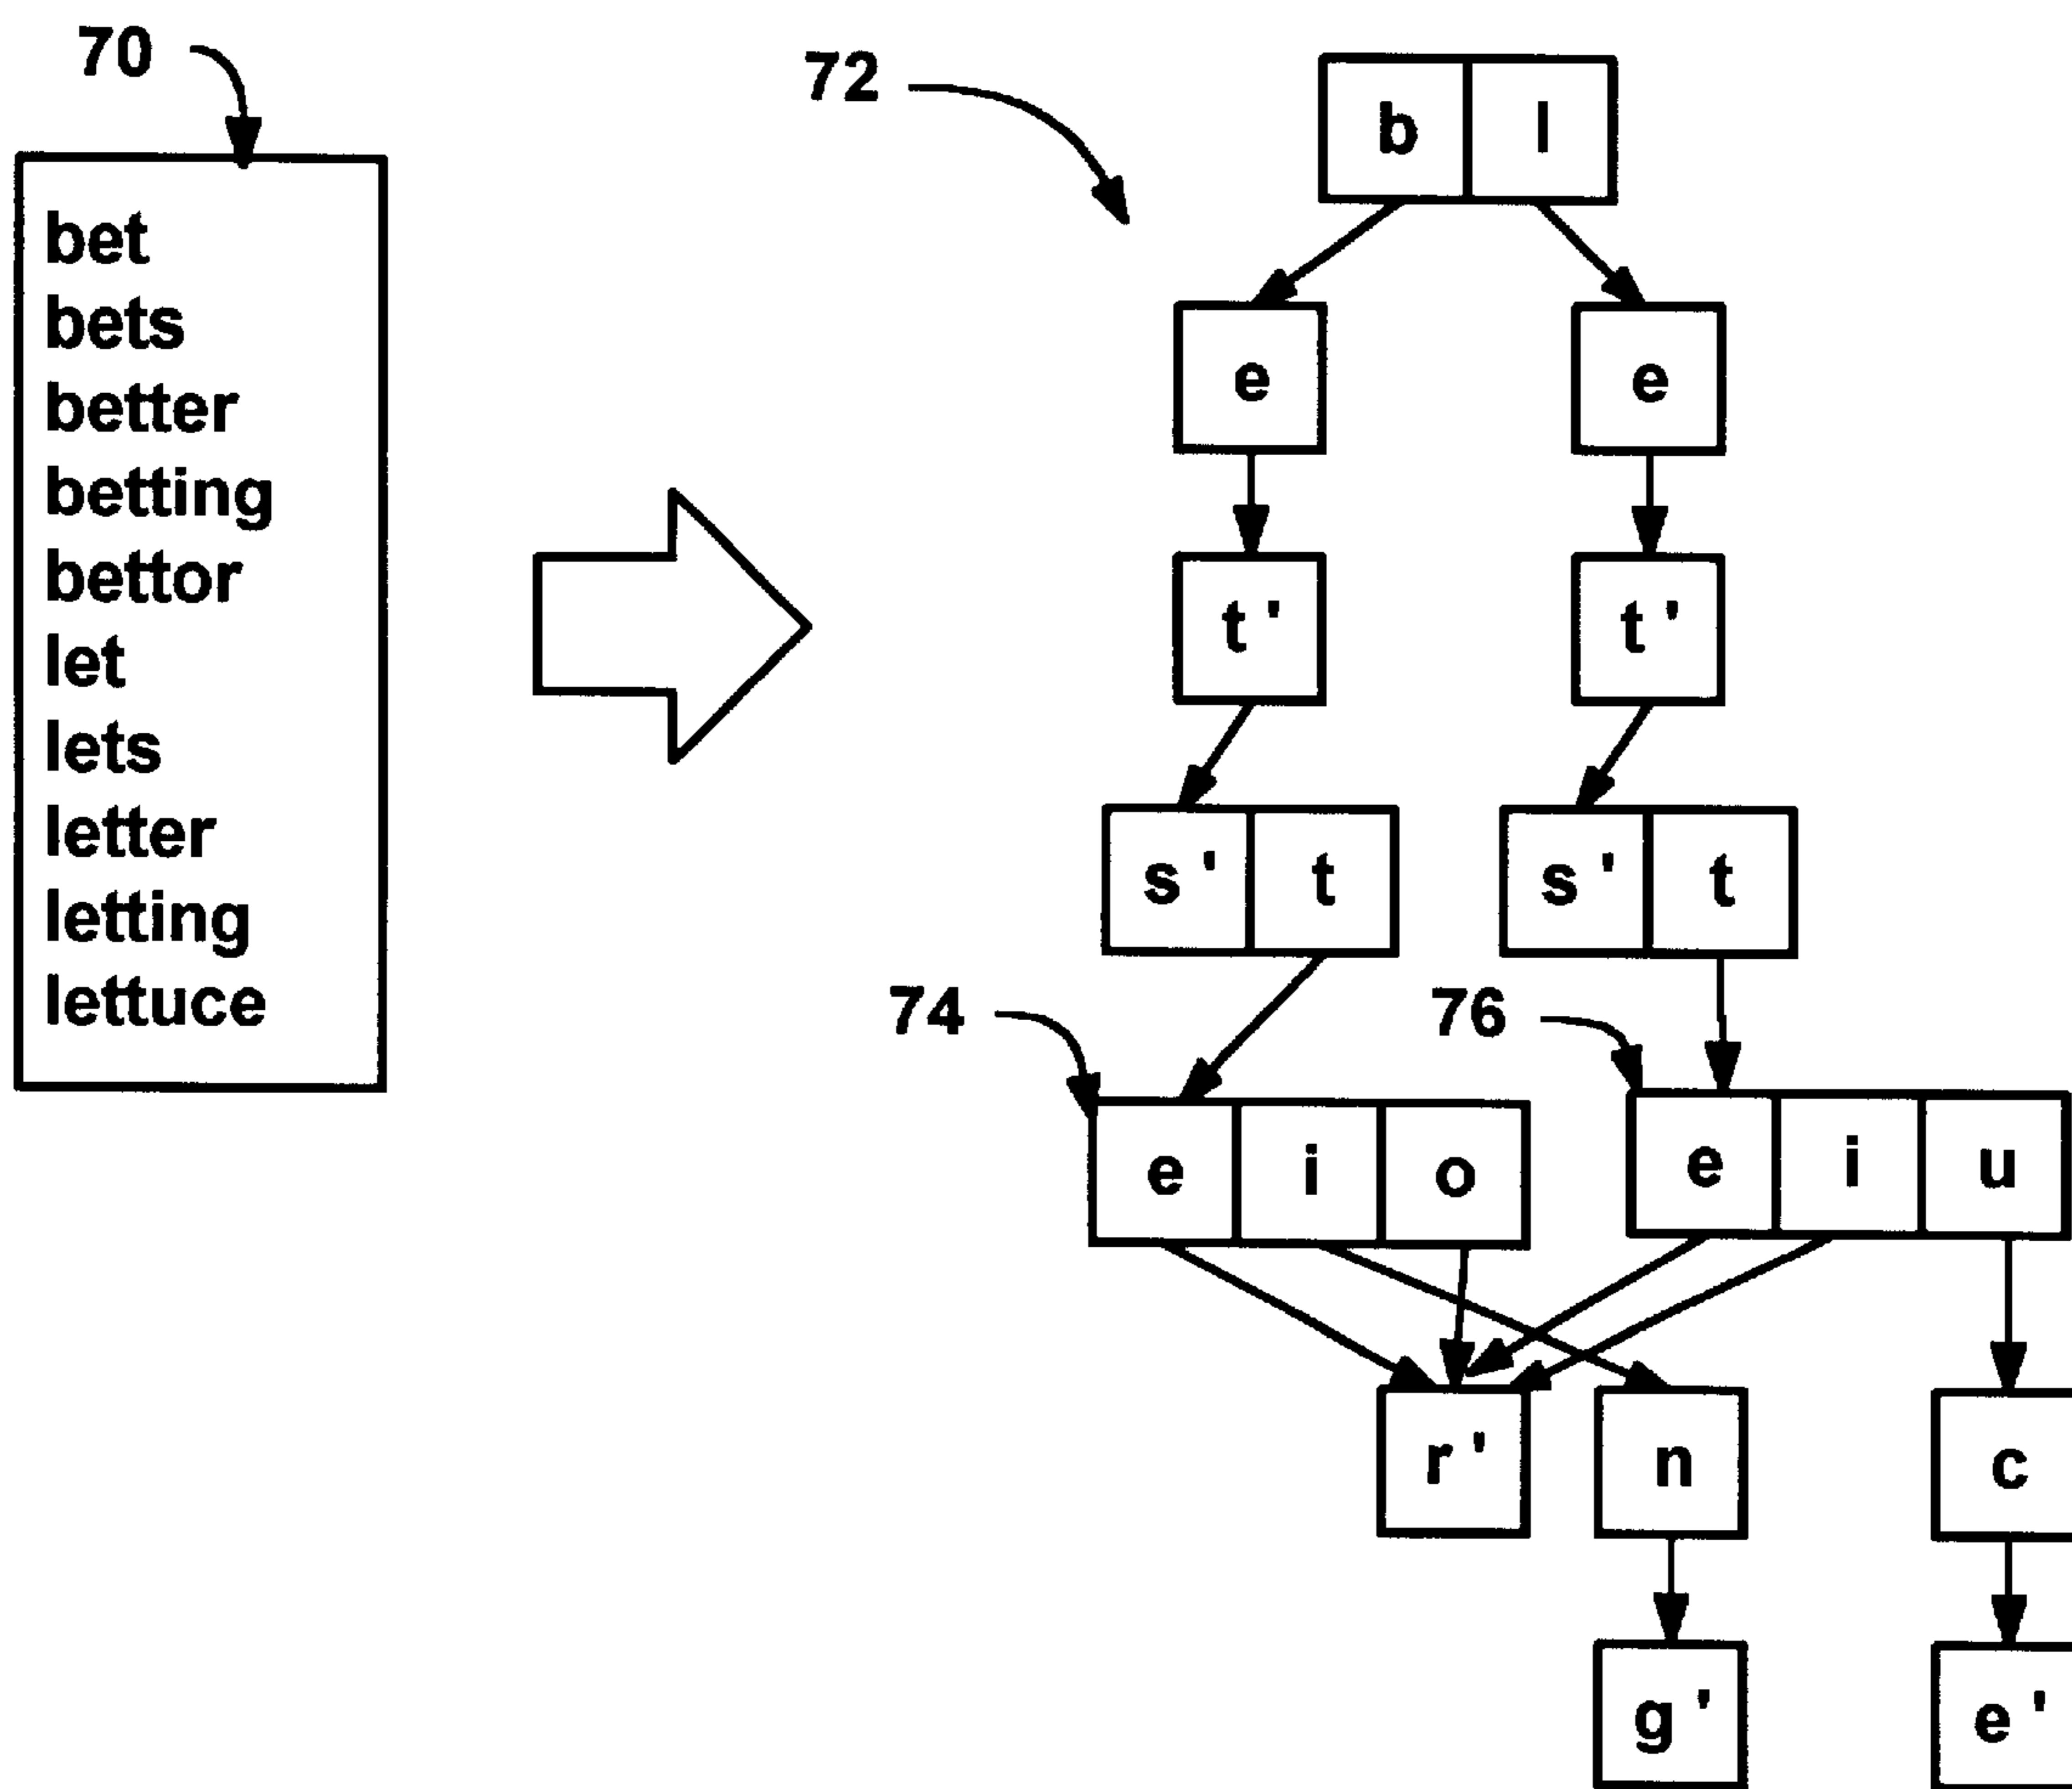 70
72
b l
bet
bets
better
betting
bettor
let
lets
letter
letting
lettuce
e e
t' t'
s' t s' t
74 76
e i o e i u
r' n c
g' e'